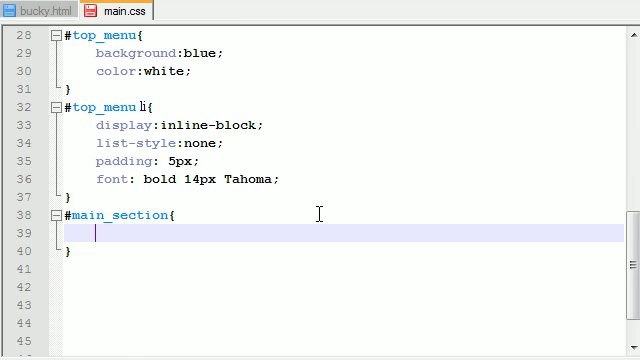 bucky.html main.css
28 #top_menu{
29 background:blue;
30 color:white;
31 }
32 #top_menu li{
33 display:inline-block;
34 list-style:none;
35 padding: 5px;
36 font: bold 14px Tahoma;
37 }
38 #main_section{
39
40 }
41
42
43
44
45